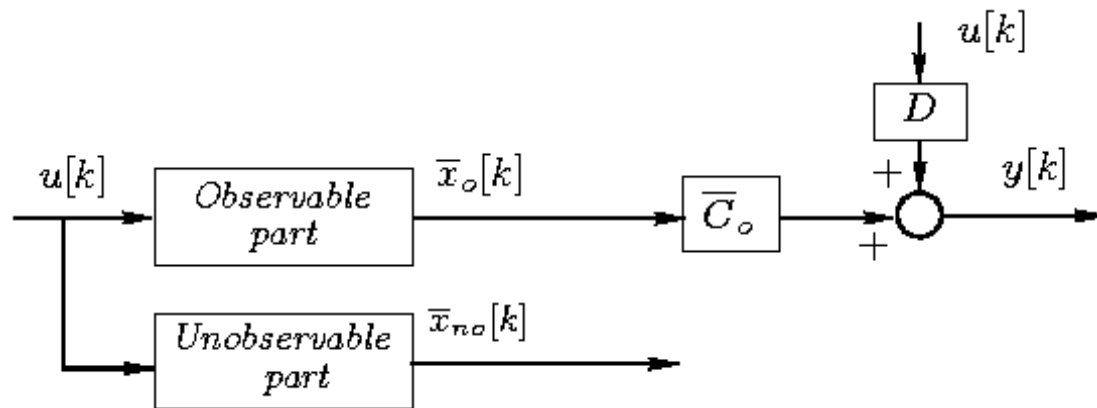 u[k]
D
u[k]
Observable
part
x̅ₒ[k]
C̅ₒ
+
+
y[k]
Unobservable
part
x̅ₙₒ[k]